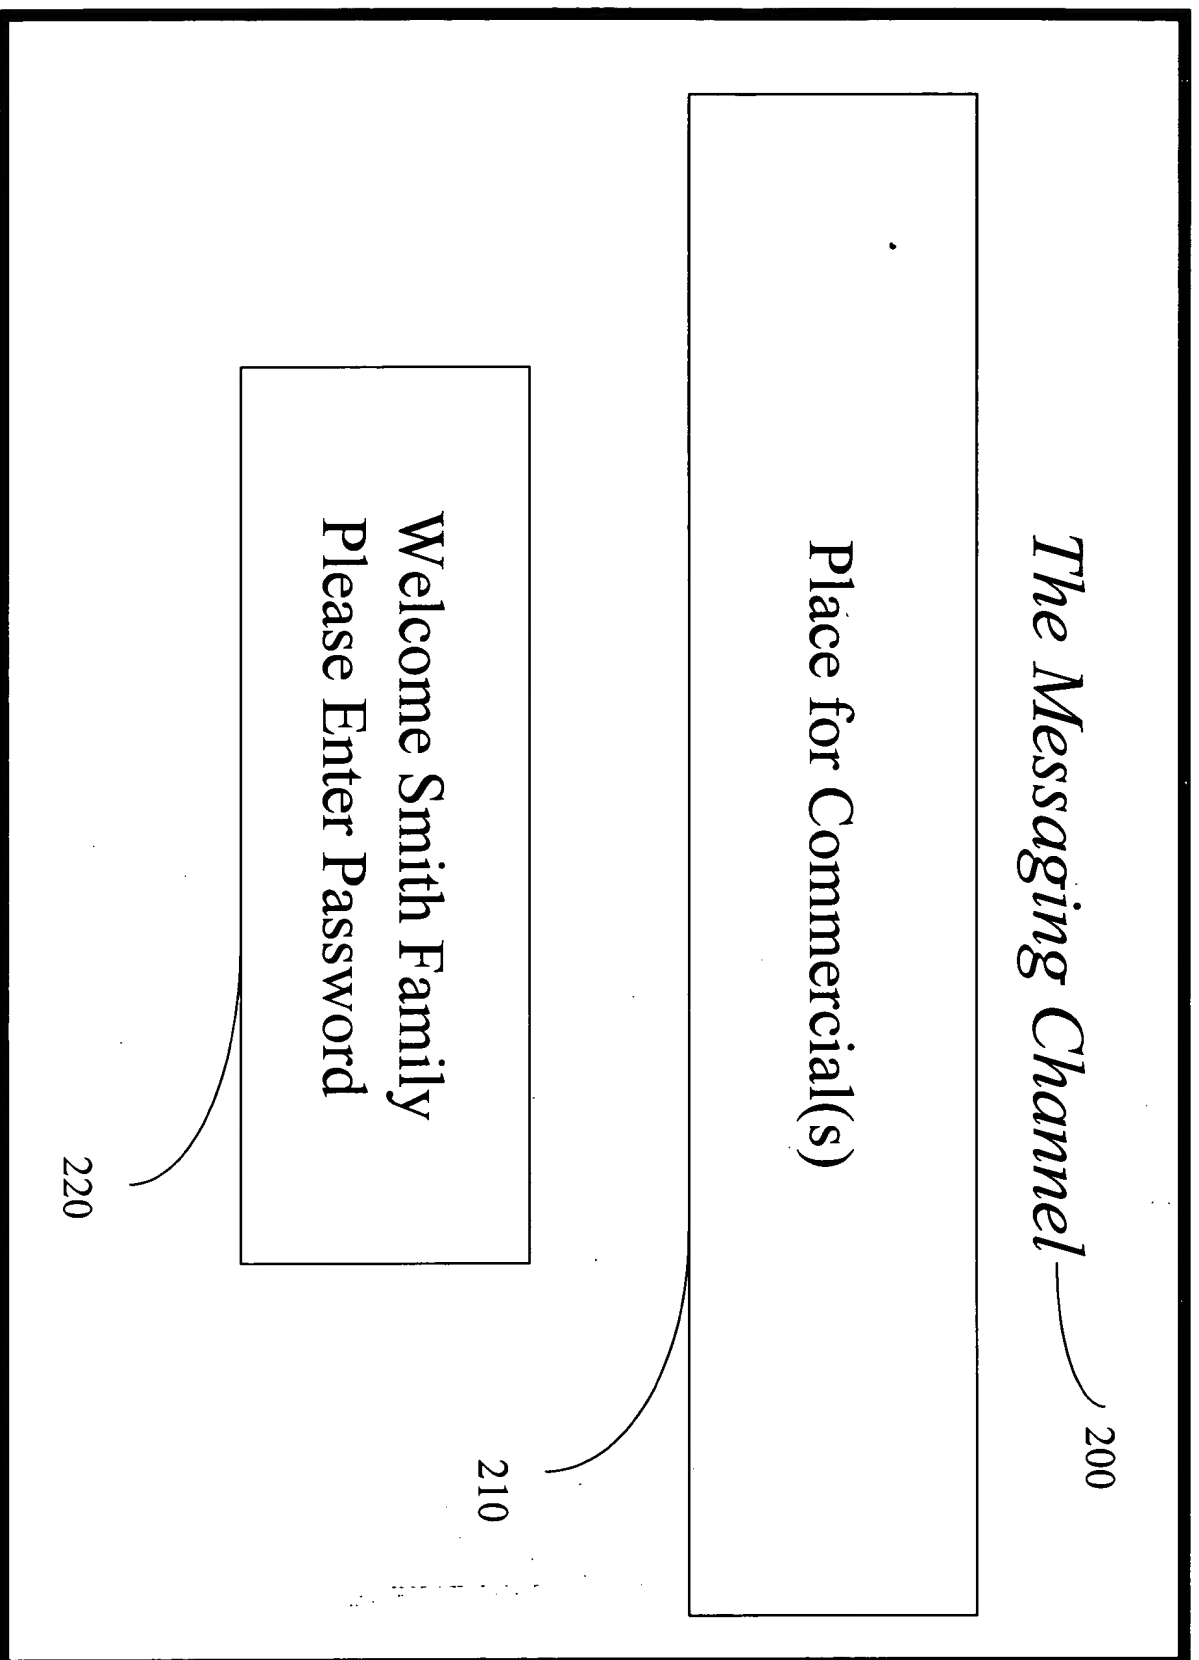 The Messaging Channel
200
Place for Commercial(s)
210
Welcome Smith Family
Please Enter Password
220